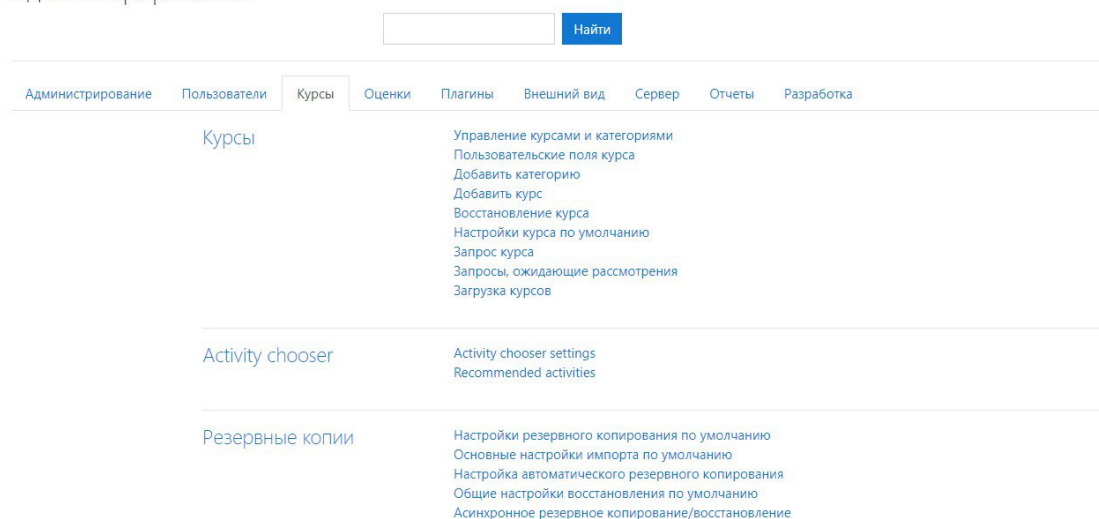 Найти
Администрирование Пользователи Курсы Оценки Плагины Внешний вид Сервер Отчеты Разработка
Курсы
Управление курсами и категориями
Пользовательские поля курса
Добавить категорию
Добавить курс
Восстановление курса
Настройки курса по умолчанию
Запрос курса
Запросы, ожидающие рассмотрения
Загрузка курсов
Activity chooser
Activity chooser settings
Recommended activities
Резервные копии
Настройки резервного копирования по умолчанию
Основные настройки импорта по умолчанию
Настройка автоматического резервного копирования
Общие настройки восстановления по умолчанию
Асинхронное резервное копирование/восстановление